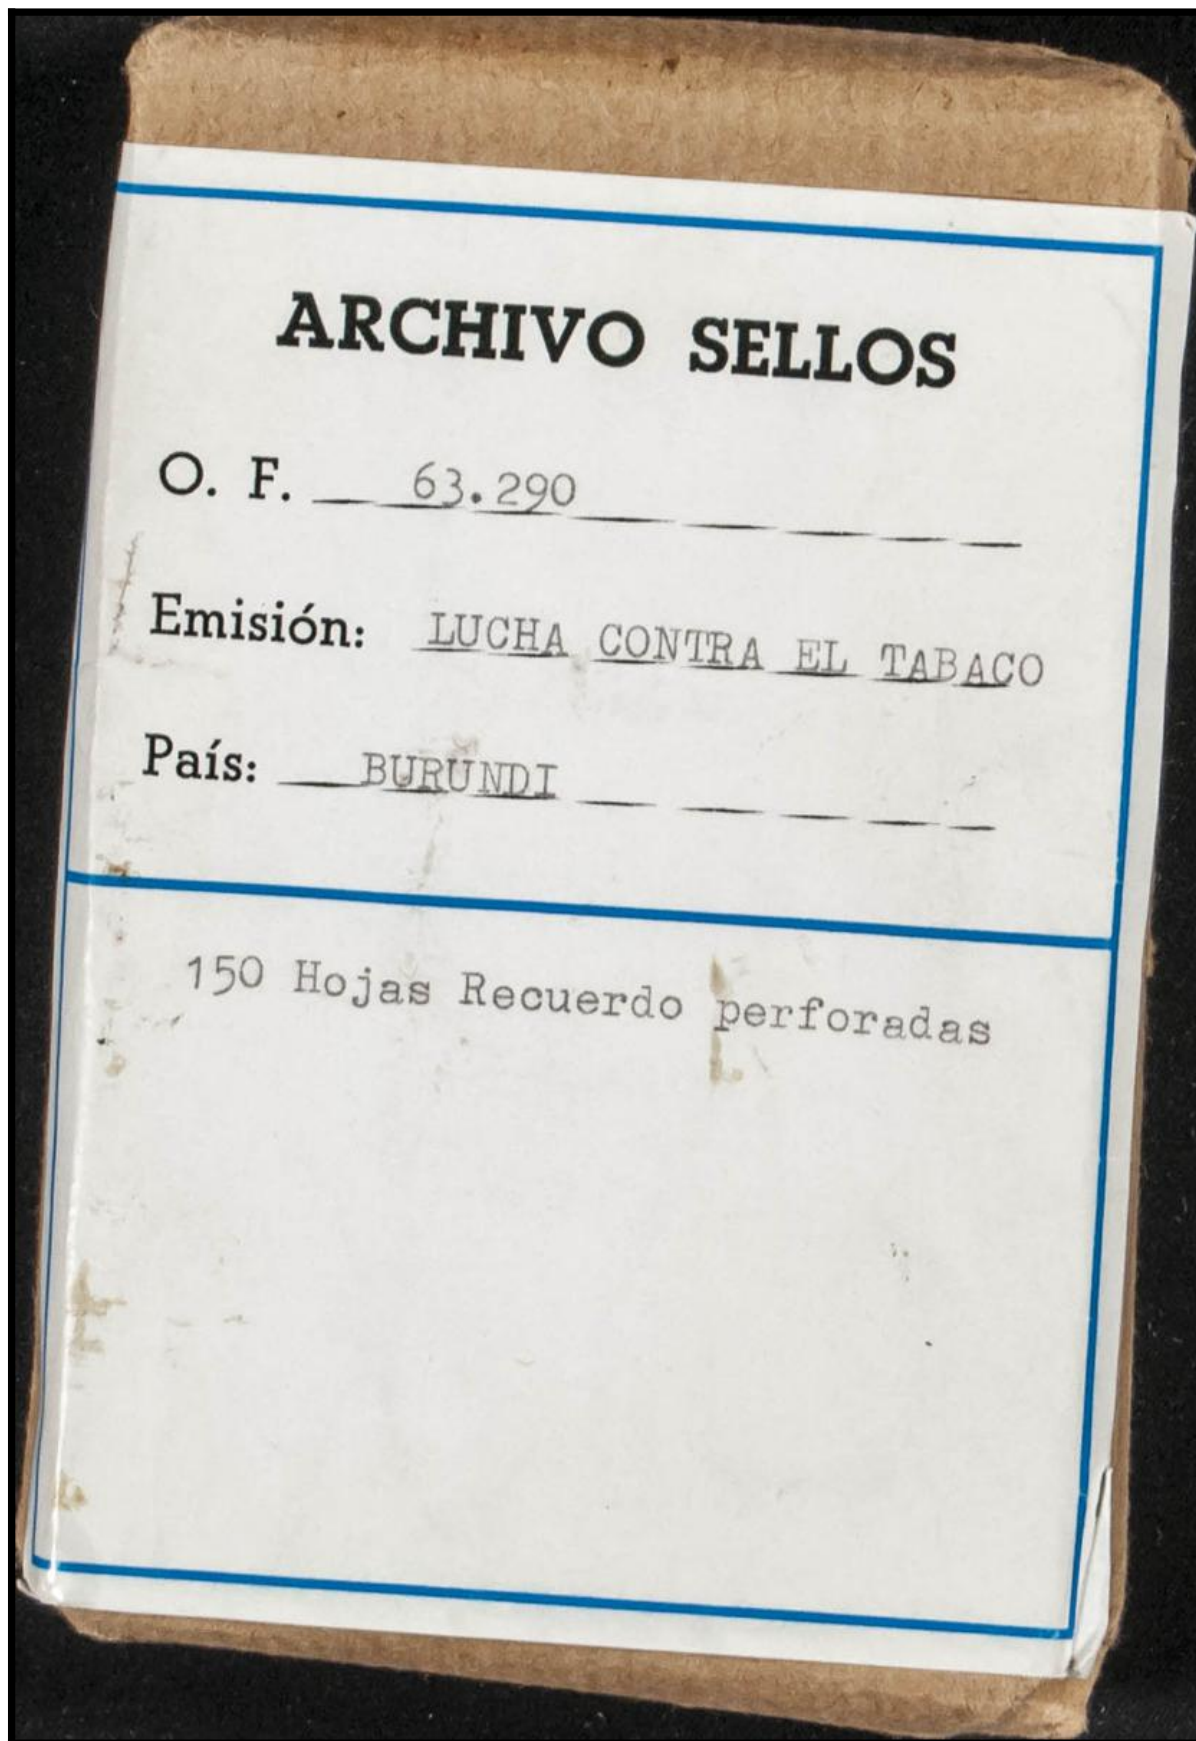 ARCHIVO SELLOS
O. F. 63.290
Emisión: LUCHA CONTRA EL TABACO
País: BURUNDI
150 Hojas Recuerdo perforadas